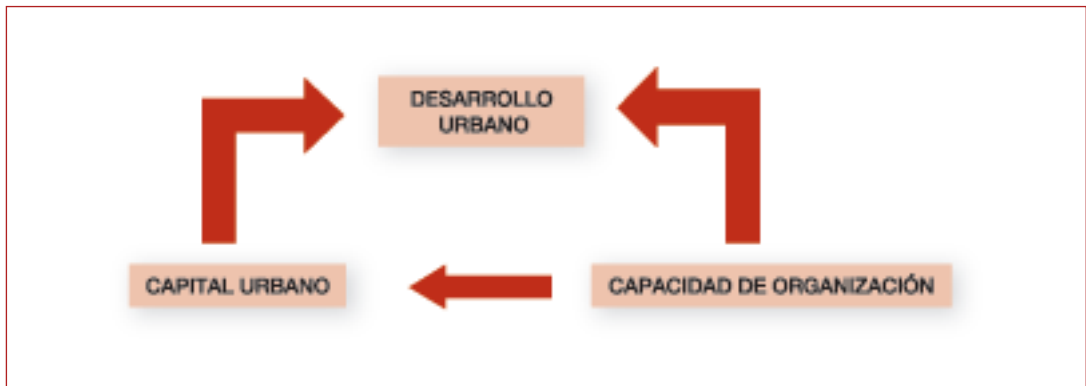 DESARROLLO
URBANO
CAPITAL URBANO
CAPACIDAD DE ORGANIZACIÓN